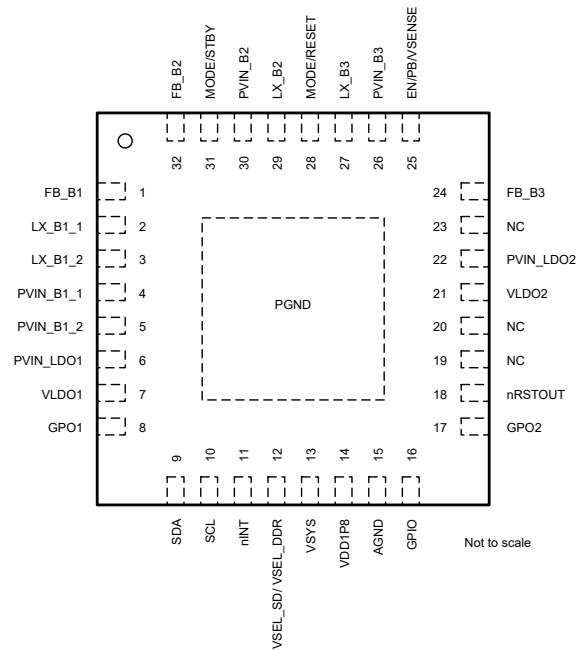 FB_B2
MODE/STBY
PVIN_B2
LX_B2
MODE/RESET
LX_B3
PVIN_B3
EN/PB/VSENSE
32
31
30
29
28
27
26
25
FB_B1 1
LX_B1_1 2
LX_B1_2 3
PVIN_B1_1 4
PVIN_B1_2 5
PVIN_LDO1 6
VLDO1 7
GPO1 8
PGND
24 FB_B3
23 NC
22 PVIN_LDO2
21 VLDO2
20 NC
19 NC
18 nRSTOUT
17 GPO2
9
10
11
12
13
14
15
16
SDA
SCL
nINT
VSEL_SD/ VSEL_DDR
VSYS
VDD1P8
AGND
GPIO
Not to scale